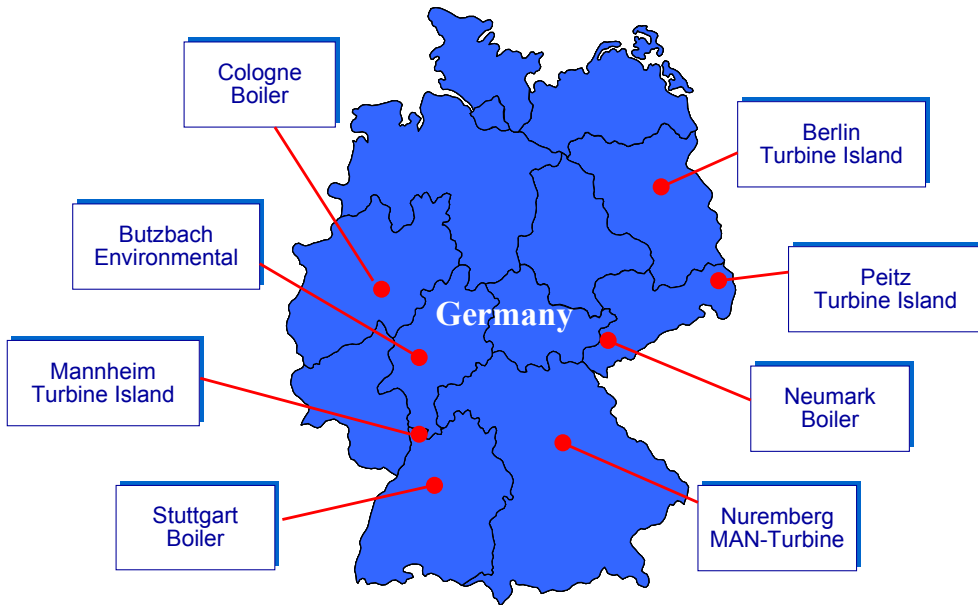 Cologne
Boiler
Berlin
Turbine Island
Butzbach
Environmental
Peitz
Turbine Island
Germany
Mannheim
Turbine Island
Neumark
Boiler
Stuttgart
Boiler
Nuremberg
MAN-Turbine